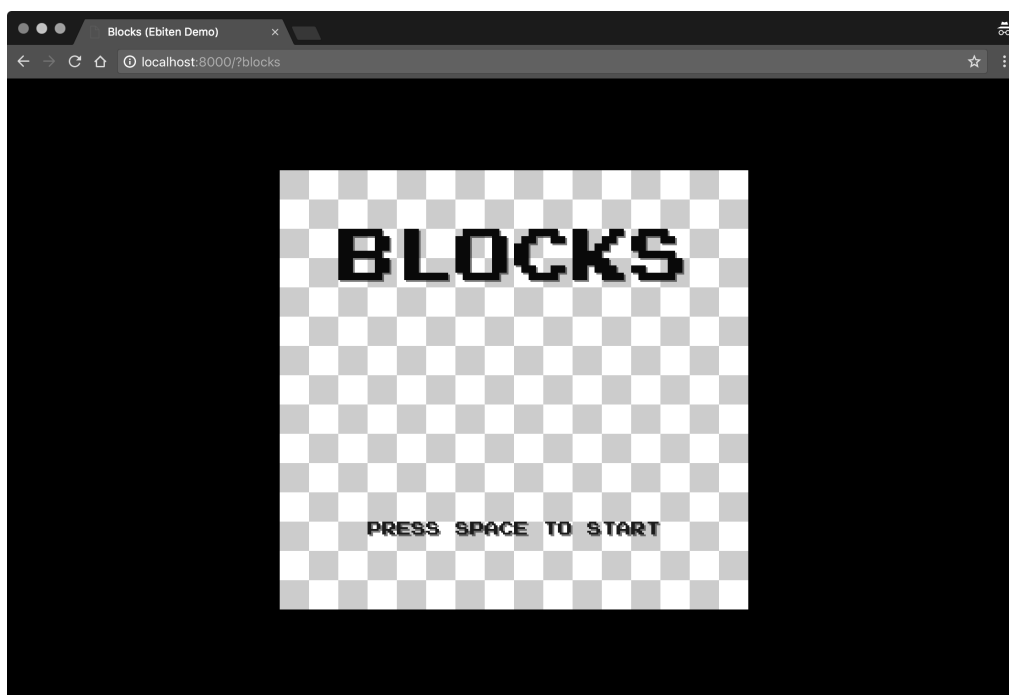 Blocks (Ebiten Demo)
localhost:8000/?blocks
BLOCKS
PRESS SPACE TO START